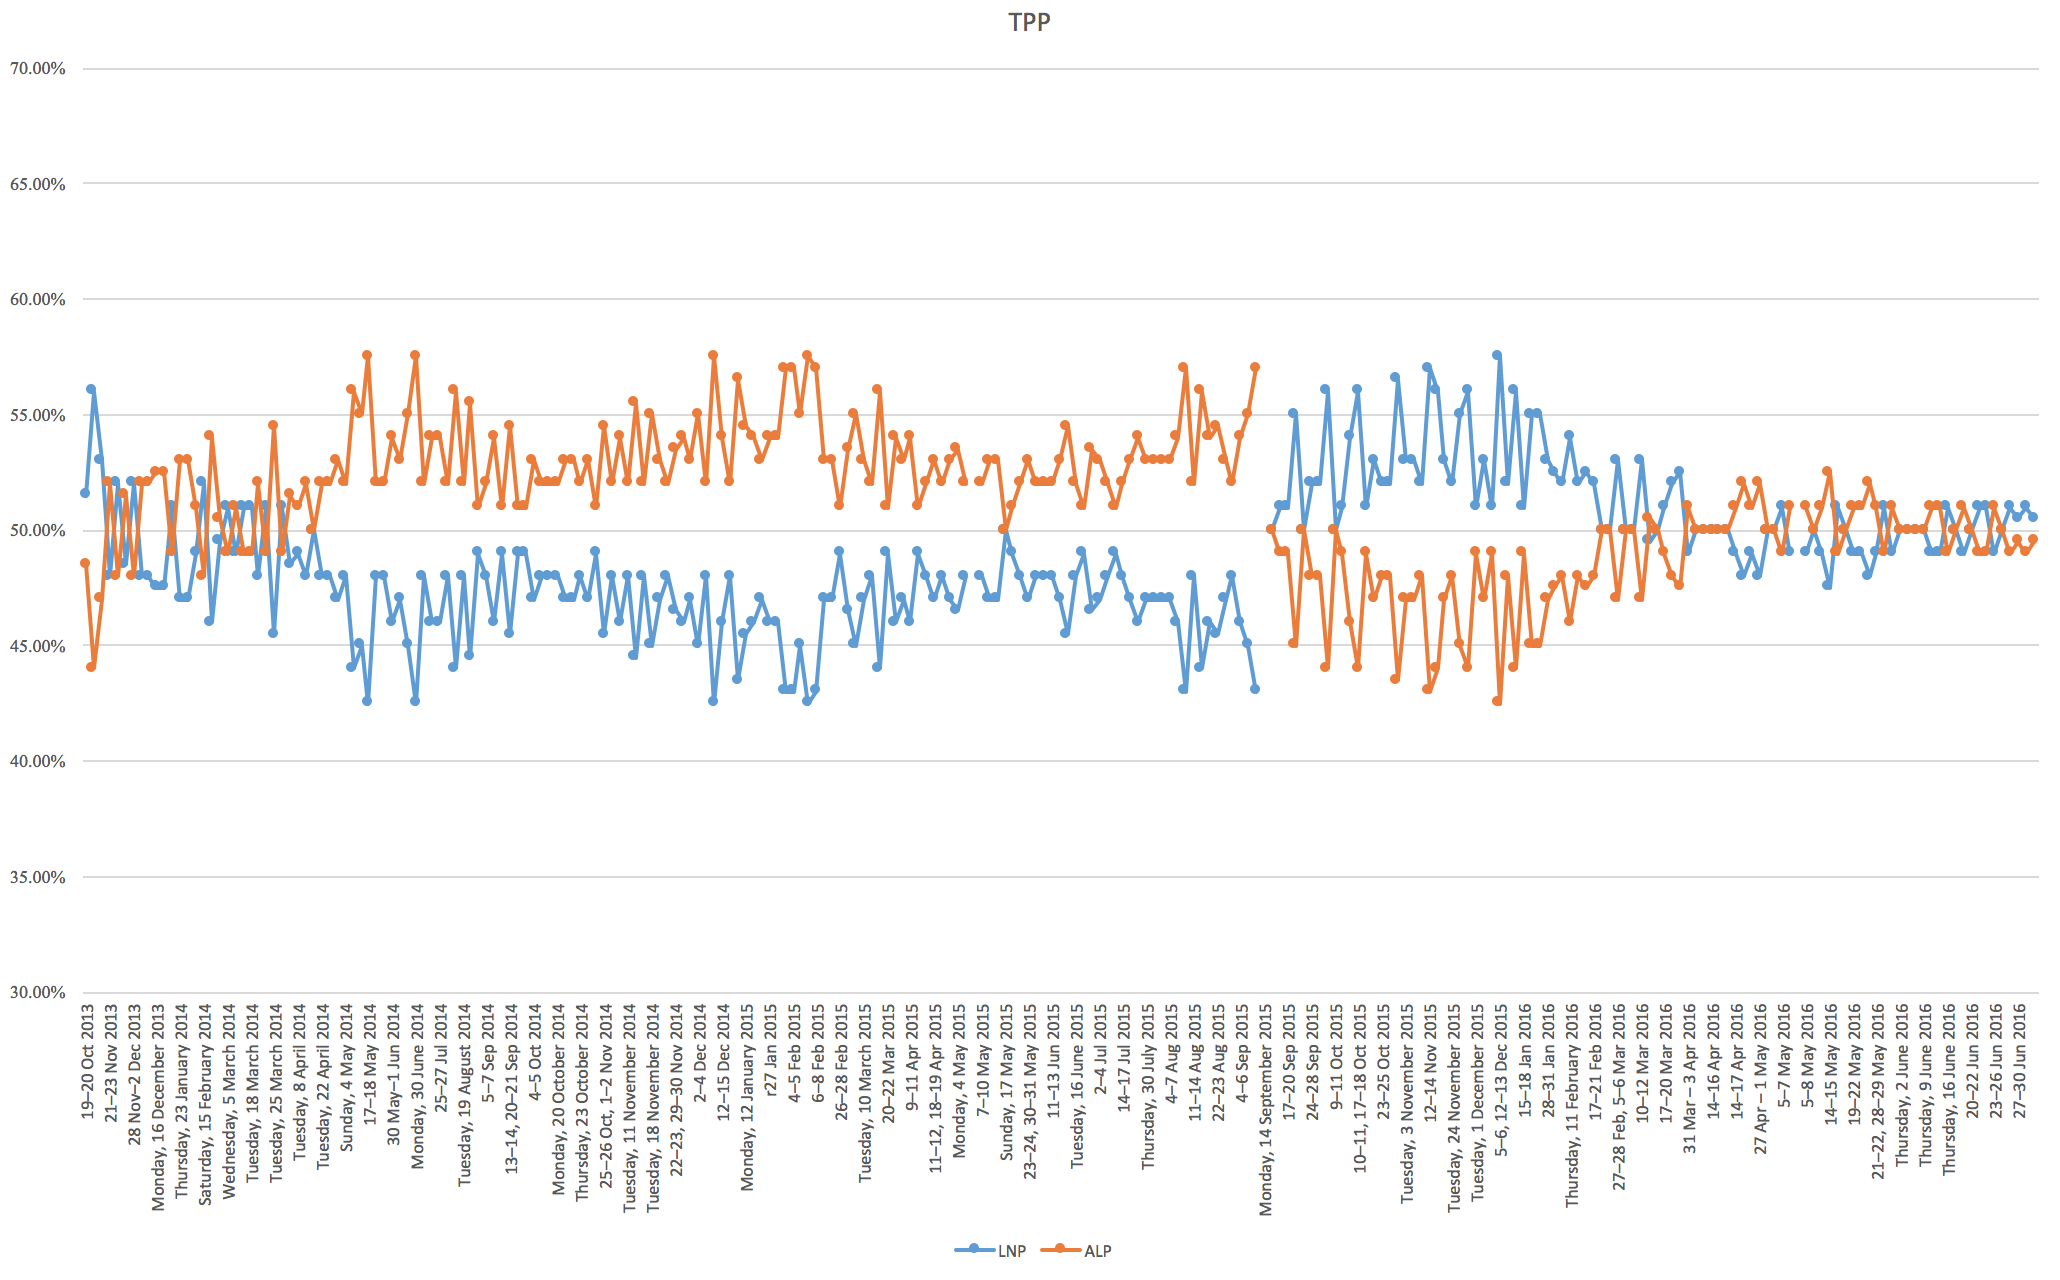 TPP
70.00%
65.00%
60.00%
55.00%
50.00%
45.00%
40.00%
35.00%
30.00%
19–20 Oct 2013
21–23 Nov 2013
28 Nov–2 Dec 2013
Monday, 16 December 2013
Thursday, 23 January 2014
Saturday, 15 February 2014
Wednesday, 5 March 2014
Tuesday, 18 March 2014
Tuesday, 25 March 2014
Tuesday, 8 April 2014
Tuesday, 22 April 2014
Sunday, 4 May 2014
17–18 May 2014
30 May–1 Jun 2014
Monday, 30 June 2014
25–27 Jul 2014
Tuesday, 19 August 2014
5–7 Sep 2014
13–14, 20–21 Sep 2014
4–5 Oct 2014
Monday, 20 October 2014
Thursday, 23 October 2014
25–26 Oct, 1–2 Nov 2014
Tuesday, 11 November 2014
Tuesday, 18 November 2014
22–23, 29–30 Nov 2014
2–4 Dec 2014
12–15 Dec 2014
Monday, 12 January 2015
r27 Jan 2015
4–5 Feb 2015
6–8 Feb 2015
26–28 Feb 2015
Tuesday, 10 March 2015
20–22 Mar 2015
9–11 Apr 2015
11–12, 18–19 Apr 2015
Monday, 4 May 2015
7–10 May 2015
Sunday, 17 May 2015
23–24, 30–31 May 2015
11–13 Jun 2015
Tuesday, 16 June 2015
2–4 Jul 2015
14–17 Jul 2015
Thursday, 30 July 2015
4–7 Aug 2015
11–14 Aug 2015
22–23 Aug 2015
4–6 Sep 2015
Monday, 14 September 2015
17–20 Sep 2015
24–28 Sep 2015
9–11 Oct 2015
10–11, 17–18 Oct 2015
23–25 Oct 2015
Tuesday, 3 November 2015
12–14 Nov 2015
Tuesday, 24 November 2015
Tuesday, 1 December 2015
5–6, 12–13 Dec 2015
15–18 Jan 2016
28–31 Jan 2016
Thursday, 11 February 2016
17–21 Feb 2016
27–28 Feb, 5–6 Mar 2016
10–12 Mar 2016
17–20 Mar 2016
31 Mar – 3 Apr 2016
14–16 Apr 2016
14–17 Apr 2016
27 Apr – 1 May 2016
5–7 May 2016
5–8 May 2016
14–15 May 2016
19–22 May 2016
21–22, 28–29 May 2016
Thursday, 2 June 2016
Thursday, 9 June 2016
Thursday, 16 June 2016
20–22 Jun 2016
23–26 Jun 2016
27–30 Jun 2016
LNP
ALP